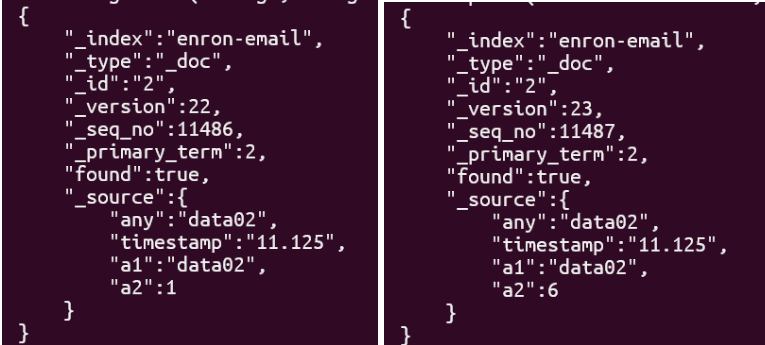 {
"_index":"enron-email",
"_type":"_doc",
"_id":"2",
"_version":22,
"_seq_no":11486,
"_primary_term":2,
"found":true,
"_source":{
"any":"data02",
"timestamp":"11.125",
"a1":"data02",
"a2":1
}
}
{
"_index":"enron-email",
"_type":"_doc",
"_id":"2",
"_version":23,
"_seq_no":11487,
"_primary_term":2,
"found":true,
"_source":{
"any":"data02",
"timestamp":"11.125",
"a1":"data02",
"a2":6
}
}